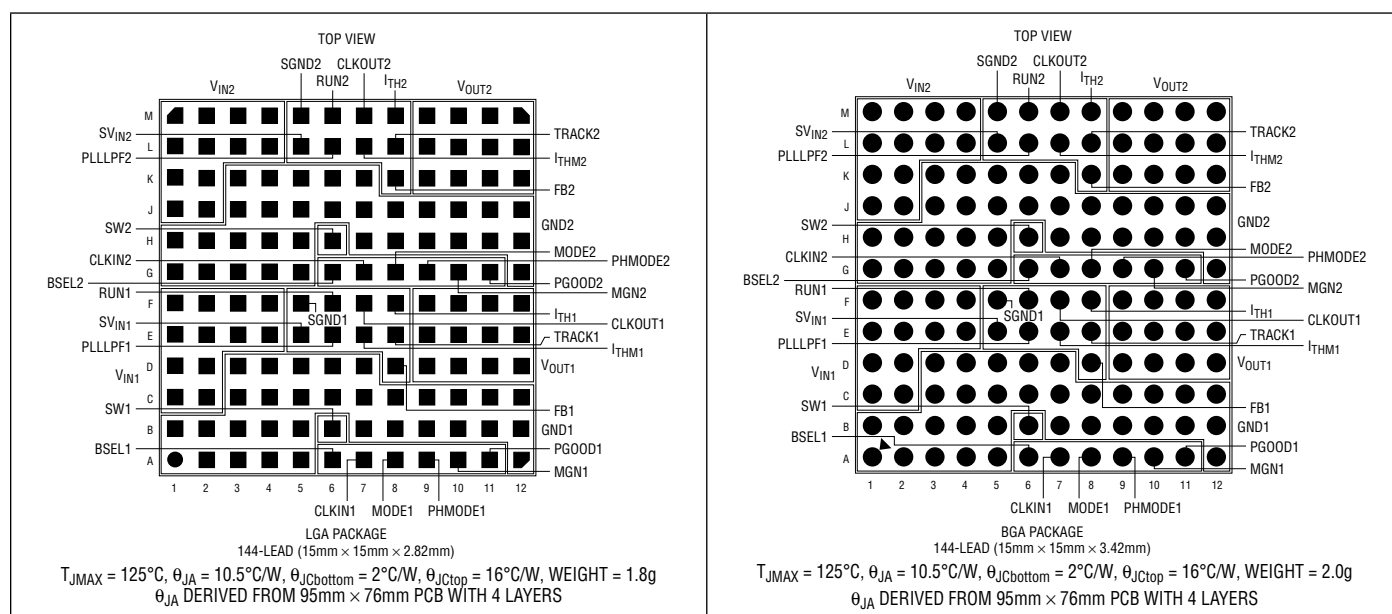 TOP VIEW
SGND2 CLKOUT2
VIN2 RUN2 ITH2 VOUT2
M
SVIN2 L TRACK2
PLLLPF2 ITHM2
K
FB2
J
SW2 GND2
H
CLKIN2 MODE2
G PHMODE2
BSEL2 PGOOD2
RUN1 MGN2
F
SGND1 ITH1
SVIN1 CLKOUT1
E TRACK1
PLLLPF1 ITHM1
D VOUT1
VIN1
C
SW1 FB1
B GND1
BSEL1 PGOOD1
A MGN1
1 2 3 4 5 6 7 8 9 10 11 12
CLKIN1 MODE1 PHMODE1
LGA PACKAGE
144-LEAD (15mm × 15mm × 2.82mm)
TJMAX = 125°C, θJA = 10.5°C/W, θJCbottom = 2°C/W, θJCtop = 16°C/W, WEIGHT = 1.8g
θJA DERIVED FROM 95mm × 76mm PCB WITH 4 LAYERS
TOP VIEW
SGND2 CLKOUT2
VIN2 RUN2 ITH2 VOUT2
M
SVIN2 TRACK2
L
PLLLPF2 ITHM2
K
FB2
J
SW2 GND2
H
CLKIN2 MODE2
G PHMODE2
BSEL2 PGOOD2
RUN1 MGN2
F
SGND1 ITH1
SVIN1 CLKOUT1
E TRACK1
PLLLPF1 ITHM1
D VOUT1
VIN1
C
SW1 FB1
B GND1
BSEL1 PGOOD1
A MGN1
1 2 3 4 5 6 7 8 9 10 11 12
CLKIN1 MODE1 PHMODE1
BGA PACKAGE
144-LEAD (15mm × 15mm × 3.42mm)
TJMAX = 125°C, θJA = 10.5°C/W, θJCbottom = 2°C/W, θJCtop = 16°C/W, WEIGHT = 2.0g
θJA DERIVED FROM 95mm × 76mm PCB WITH 4 LAYERS